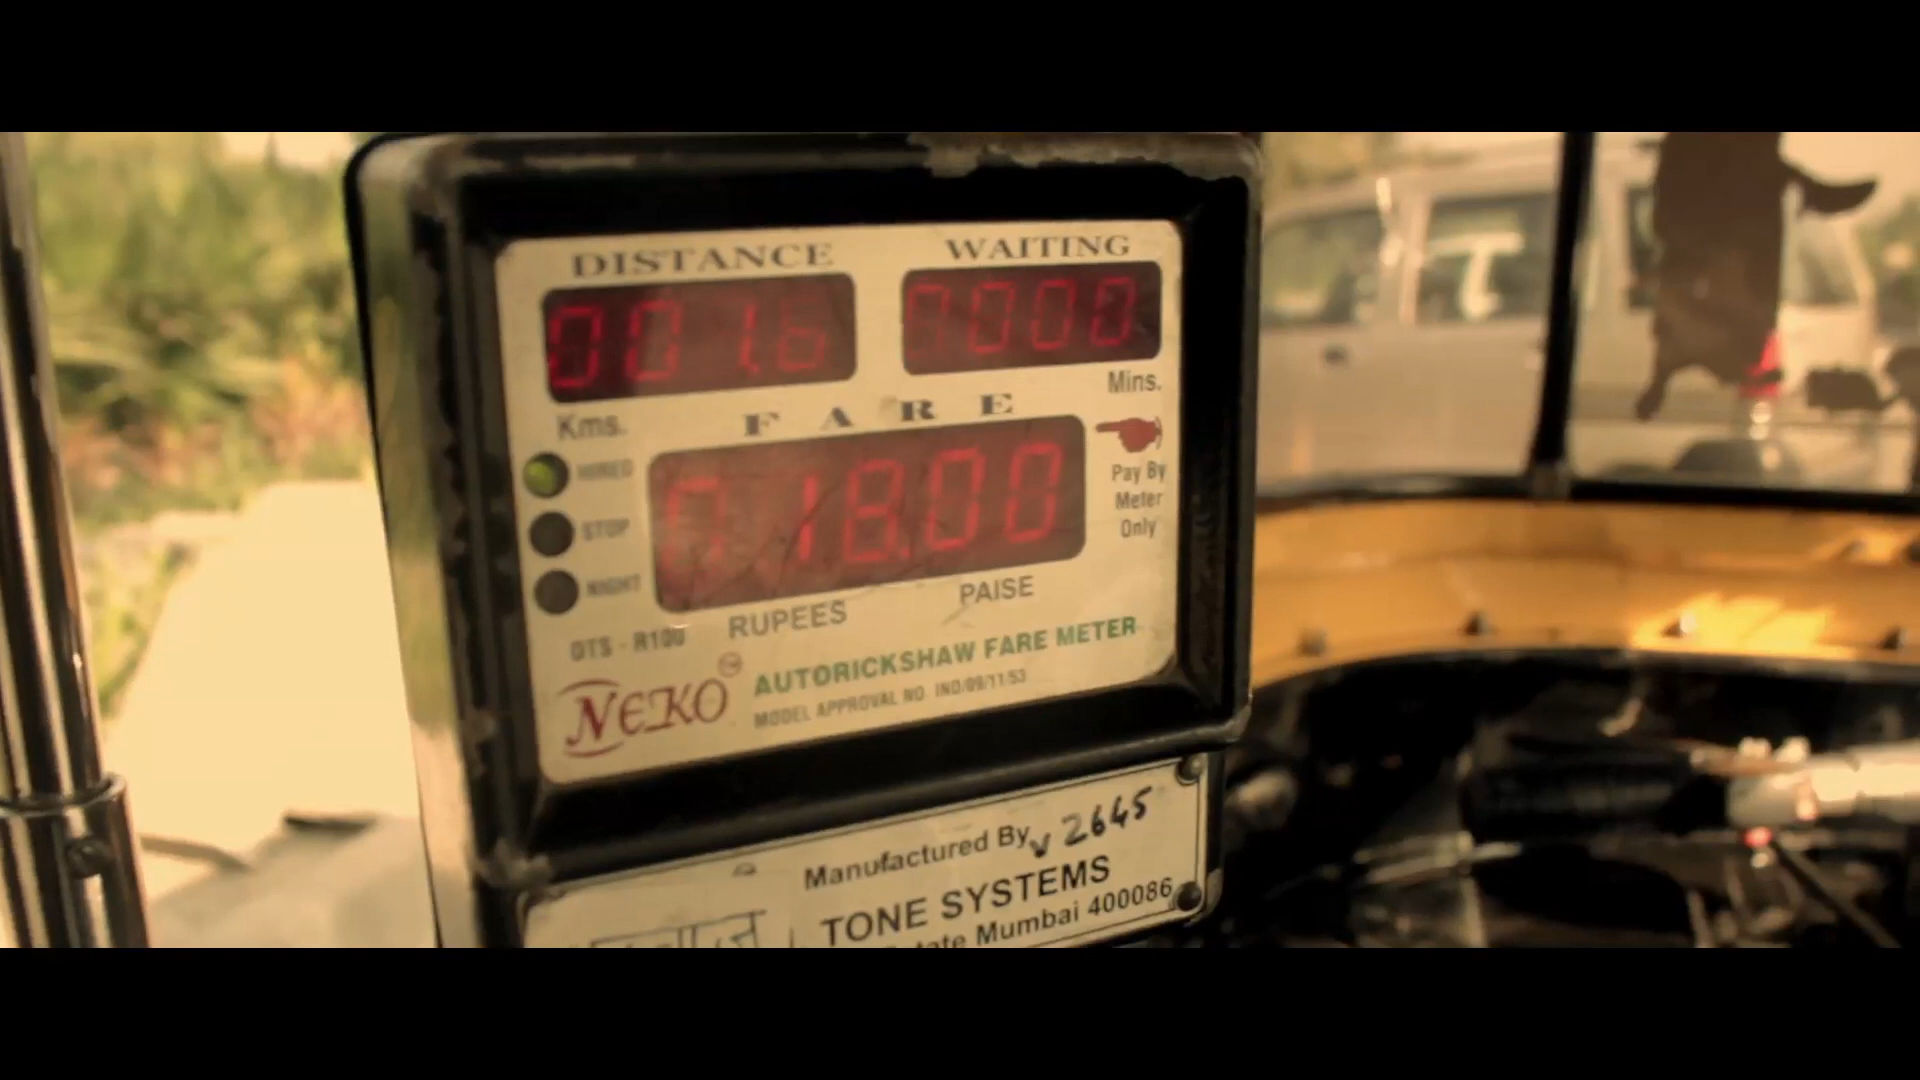 DISTANCE WAITING
001.6 0000
Kms. Mins.
FARE
HIRED
018.00
Pay By
Meter
Only
STOP
NIGHT
RUPEES PAISE
DTS - R100
NEKO TM
AUTORICKSHAW FARE METER
MODEL APPROVAL NO. IND/09/11/53
Manufactured By
V 2645
TONE SYSTEMS
Mumbai 400086